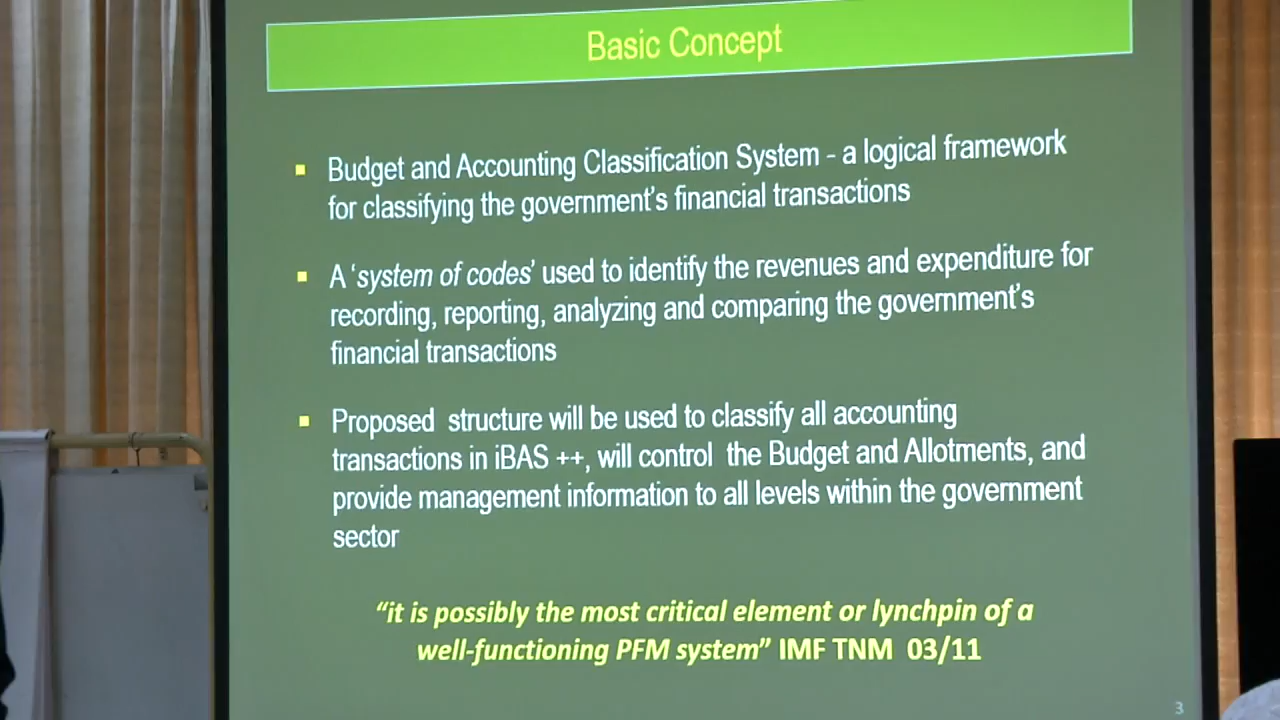 Basic Concept
Budget and Accounting Classification System - a logical framework
for classifying the government's financial transactions
A 'system of codes' used to identify the revenues and expenditure for
recording, reporting, analyzing and comparing the government's
financial transactions
Proposed structure will be used to classify all accounting
transactions in iBAS ++, will control the Budget and Allotments, and
provide management information to all levels within the government
sector
"it is possibly the most critical element or lynchpin of a
well-functioning PFM system" IMF TNM 03/11
3